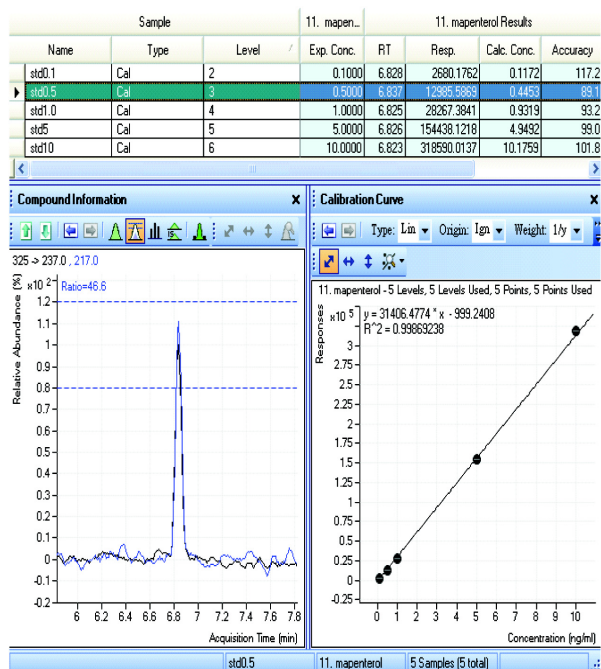 Sample 11. mapen... 11. mapenterol Results
Name Type Level / Exp. Conc. RT Resp. Calc. Conc. Accuracy
std0.1 Cal 2 0.1000 6.828 2680.1762 0.1172 117.2
std0.5 Cal 3 0.5000 6.837 12985.5869 0.4453 89.1
std1.0 Cal 4 1.0000 6.825 28267.3841 0.9319 93.2
std5 Cal 5 5.0000 6.826 154438.1218 4.9492 99.0
std10 Cal 6 10.0000 6.823 318590.0137 10.1759 101.8
Compound Information x
IS
325 -> 237.0 , 217.0
x10 2 Ratio=46.6
Relative Abundance (%)
1.2
1.1
1
0.9
0.8
0.7
0.6
0.5
0.4
0.3
0.2
0.1
0
-0.1
-0.2
6 6.2 6.4 6.6 6.8 7 7.2 7.4 7.6 7.8
Acquisition Time (min)
Calibration Curve x
Type: Lin Origin: Ign Weight: 1/y
11. mapenterol - 5 Levels, 5 Levels Used, 5 Points, 5 Points Used
x10 5 y = 31406.4774 * x - 999.2408
R^2 = 0.99869238
Responses
3
2.75
2.5
2.25
2
1.75
1.5
1.25
1
0.75
0.5
0.25
0
-0.25
0 1 2 3 4 5 6 7 8 9 10
Concentration (ng/ml)
std0.5 11. mapenterol 5 Samples (5 total)